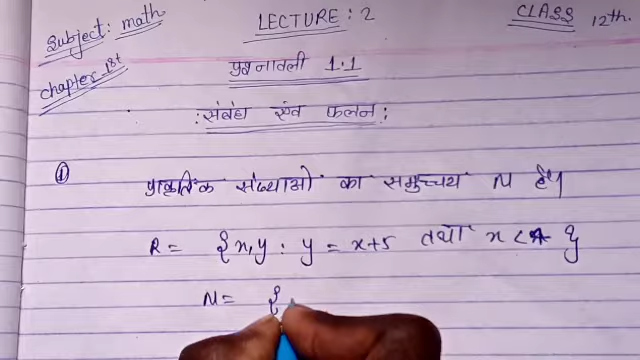 Subject: math LECTURE: 2 CLASS 12th.
chapter 1st प्रश्नावली 1.1
: संबंध एंव फलन :
① प्राकृतिक संख्याओं का समुच्चय N है।
R = { x,y : y = x+5 तथा x < 4 }
N = {